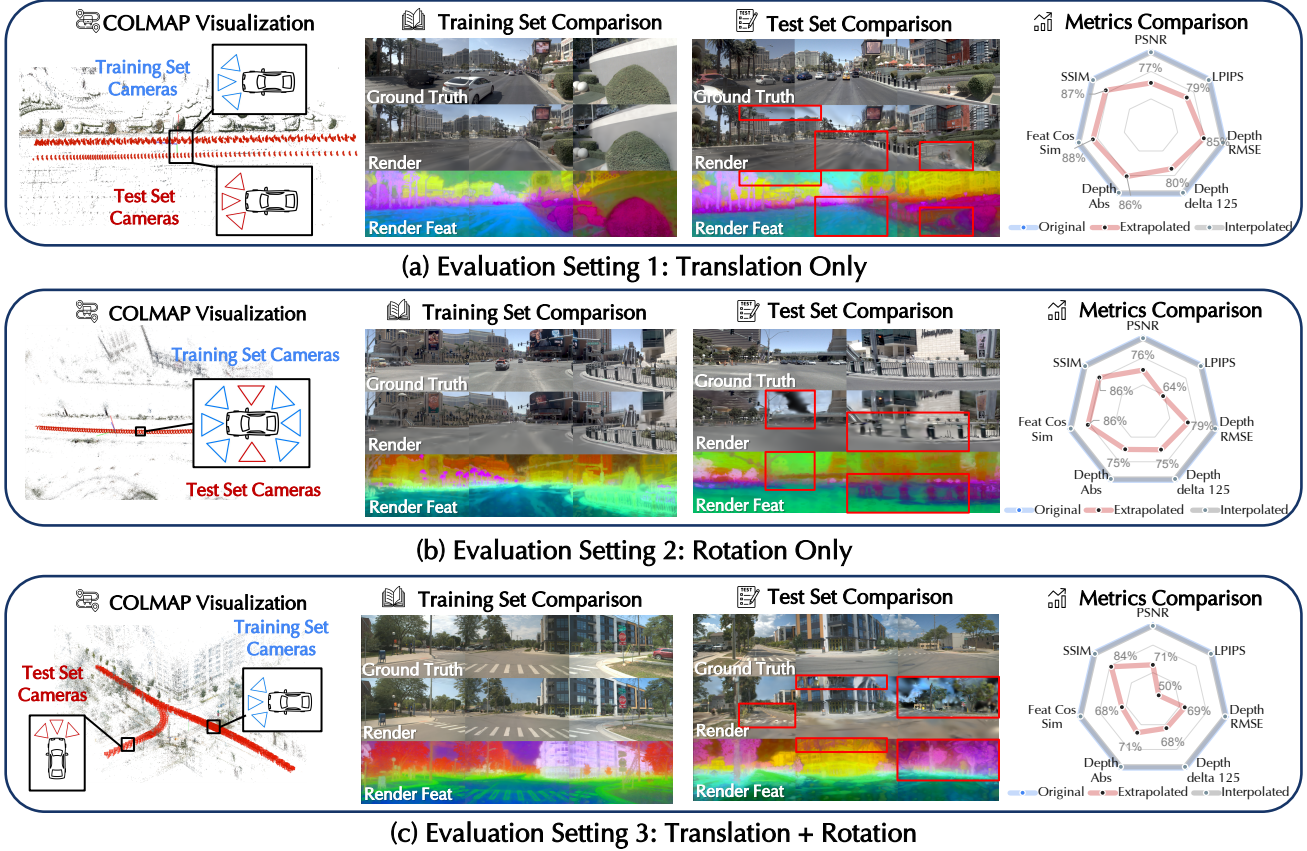 COLMAP Visualization
Training Set Comparison
Test Set Comparison
Metrics Comparison
Training Set
Cameras
Test Set
Cameras
Ground Truth
Render
Render Feat
Ground Truth
Render
Render Feat
PSNR
77%
SSIM
87%
LPIPS
79%
Feat Cos
Sim
88%
Depth
RMSE
85%
Depth
Abs
86%
Depth
delta 125
80%
Original
Extrapolated
Interpolated
(a) Evaluation Setting 1: Translation Only
COLMAP Visualization
Training Set Comparison
Test Set Comparison
Metrics Comparison
Training Set Cameras
Test Set Cameras
Ground Truth
Render
Render Feat
Ground Truth
Render
Render Feat
PSNR
76%
SSIM
86%
LPIPS
64%
Feat Cos
Sim
86%
Depth
RMSE
79%
Depth
Abs
75%
Depth
delta 125
75%
Original
Extrapolated
Interpolated
(b) Evaluation Setting 2: Rotation Only
COLMAP Visualization
Training Set Comparison
Test Set Comparison
Metrics Comparison
Training Set
Cameras
Test Set
Cameras
Ground Truth
Render
Render Feat
Ground Truth
Render
Render Feat
PSNR
71%
SSIM
84%
LPIPS
50%
Feat Cos
Sim
68%
Depth
RMSE
69%
Depth
Abs
71%
Depth
delta 125
68%
Original
Extrapolated
Interpolated
(c) Evaluation Setting 3: Translation + Rotation